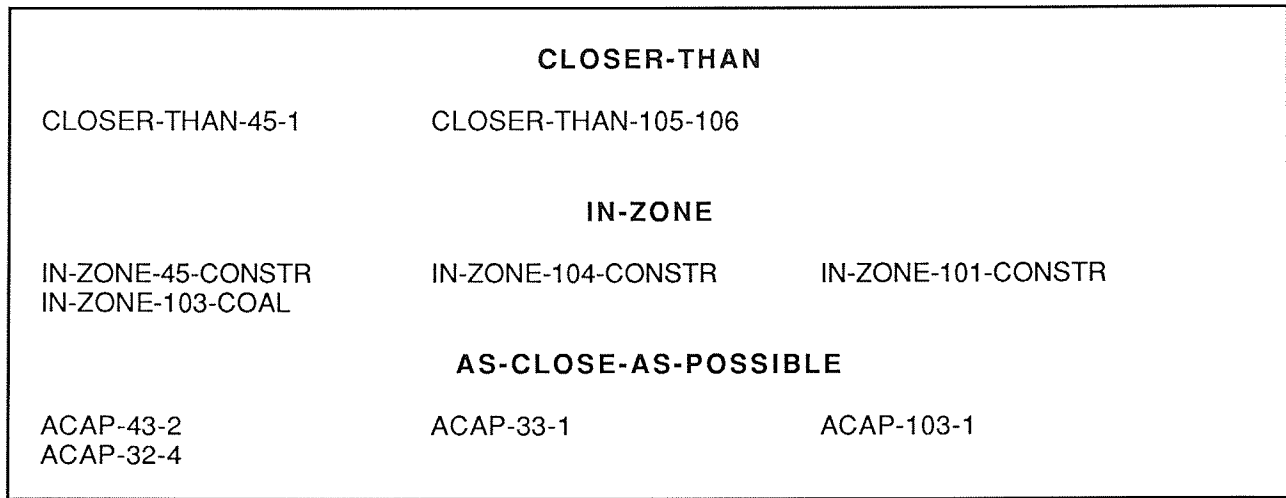 CLOSER-THAN
CLOSER-THAN-45-1 CLOSER-THAN-105-106
IN-ZONE
IN-ZONE-45-CONSTR IN-ZONE-104-CONSTR IN-ZONE-101-CONSTR
IN-ZONE-103-COAL
AS-CLOSE-AS-POSSIBLE
ACAP-43-2 ACAP-33-1 ACAP-103-1
ACAP-32-4